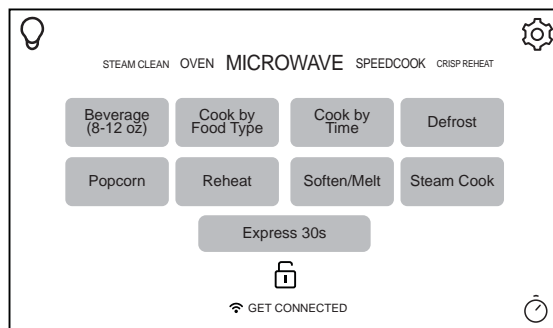 STEAM CLEAN OVEN MICROWAVE SPEEDCOOK CRISP REHEAT
Beverage
(8-12 oz)
Cook by
Food Type
Cook by
Time
Defrost
Popcorn
Reheat
Soften/Melt
Steam Cook
Express 30s
GET CONNECTED